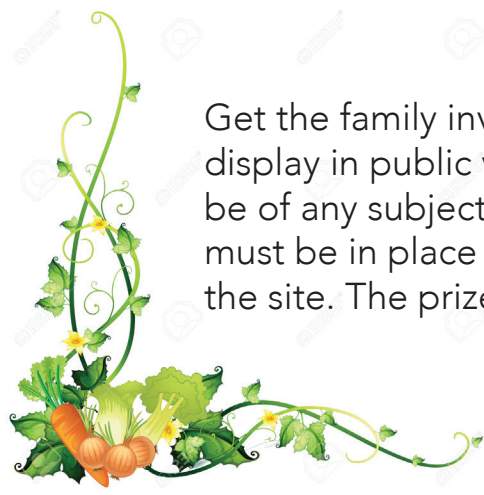 Get the family inv
display in public
be of any subject
must be in place
the site. The prize